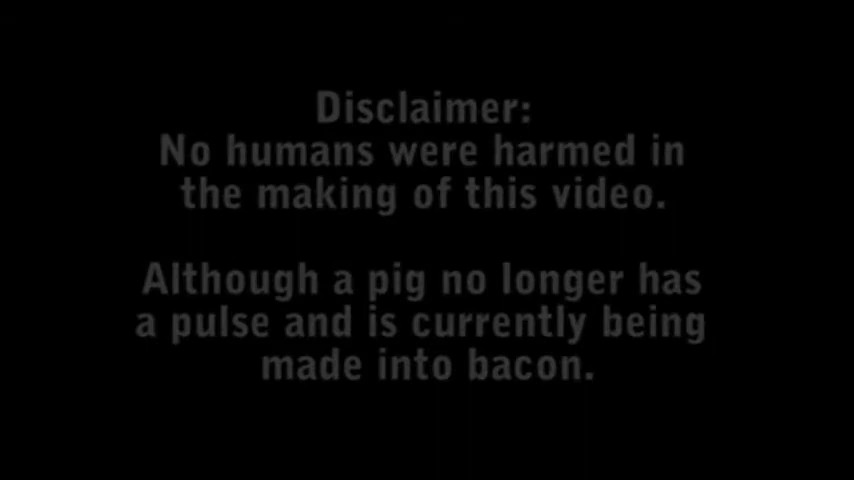 Disclaimer:
No humans were harmed in
the making of this video.
Although a pig no longer has
a pulse and is currently being
made into bacon.